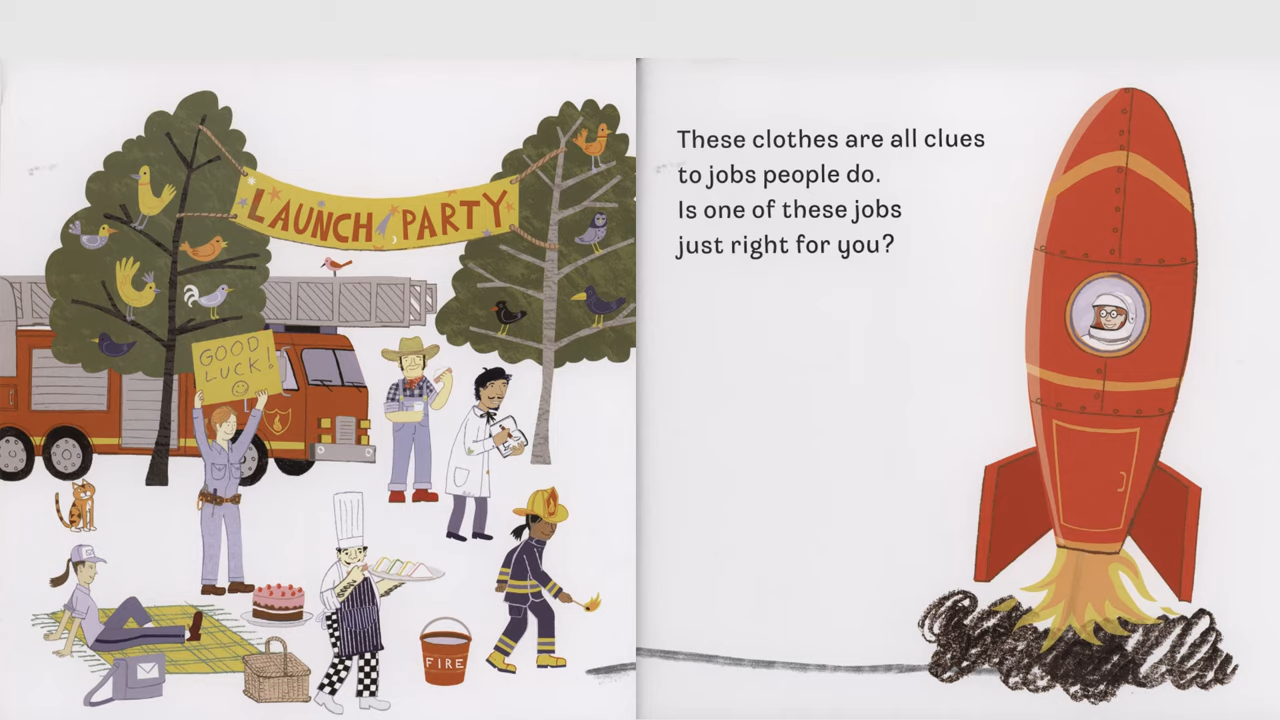 LAUNCH PARTY
GOOD
LUCK!
FIRE
These clothes are all clues
to jobs people do.
Is one of these jobs
just right for you?